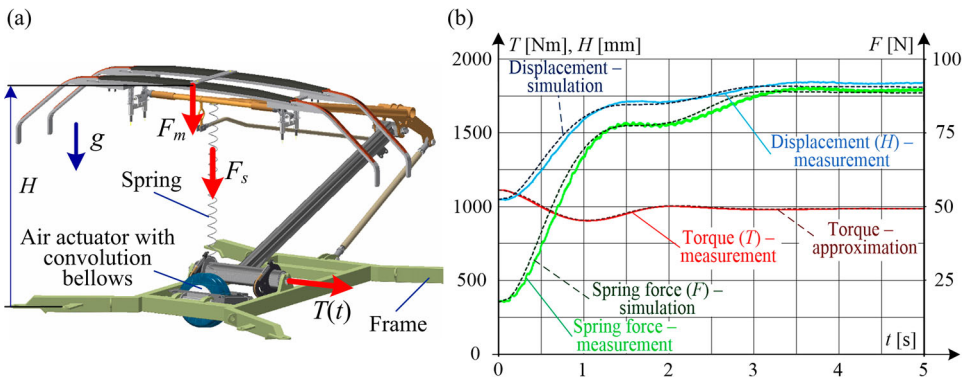 (a)
F_m
g
H
F_s
Spring
Air actuator with
convolution
bellows
T(t)
Frame
(b)
T [Nm], H [mm]
F [N]
2000
1500
1000
500
0
100
75
50
25
0
0
1
2
3
4
5
t [s]
Displacement –
simulation
Displacement (H) –
measurement
Torque (T) –
measurement
Torque –
approximation
Spring force (F) –
simulation
Spring force –
measurement